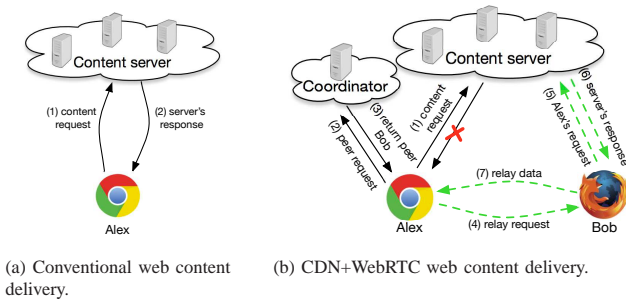 Content server
(1) content
request
(2) server's
response
Alex
(a) Conventional web content
delivery.
Content server
Coordinator
(1) content
request
(2) peer request
(3) return peer
Bob
(4) relay request
(5) Alex's request
(6) server's response
(7) relay data
Alex
Bob
(b) CDN+WebRTC web content delivery.